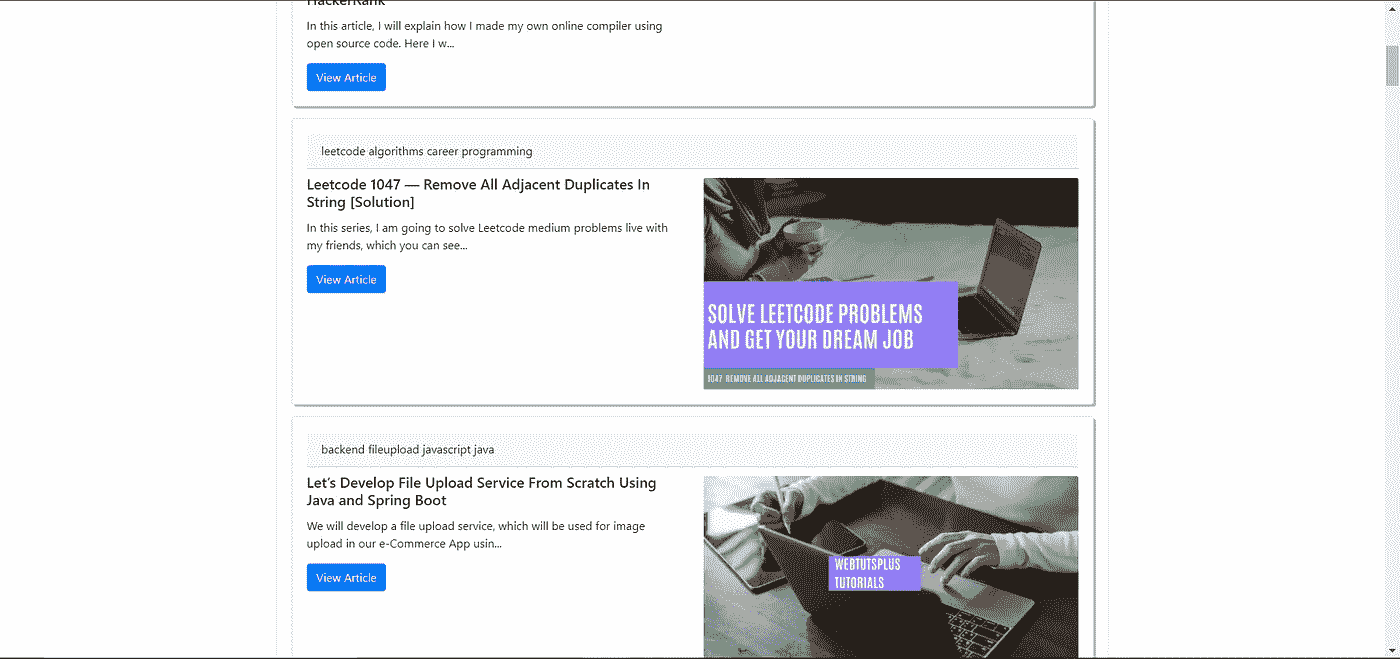 HackerRank
In this article, I will explain how I made my own online compiler using
open source code. Here I w...
View Article
leetcode algorithms career programming
Leetcode 1047 — Remove All Adjacent Duplicates In
String [Solution]
In this series, I am going to solve Leetcode medium problems live with
my friends, which you can see...
View Article
SOLVE LEETCODE PROBLEMS
AND GET YOUR DREAM JOB
1047 REMOVE ALL ADJACENT DUPLICATES IN STRING
backend fileupload javascript java
Let’s Develop File Upload Service From Scratch Using
Java and Spring Boot
We will develop a file upload service, which will be used for image
upload in our e-Commerce App usin...
View Article
WEBTUTSPLUS
TUTORIALS